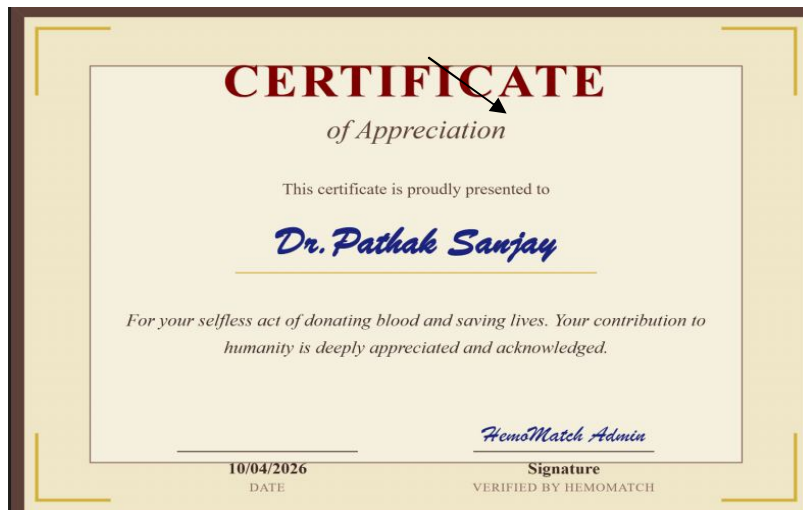 CERTIFICATE
of Appreciation
This certificate is proudly presented to
Dr. Pathak Sanjay
For your selfless act of donating blood and saving lives. Your contribution to
humanity is deeply appreciated and acknowledged.
HemoMatch Admin
10/04/2026
Signature
DATE
VERIFIED BY HEMOMATCH